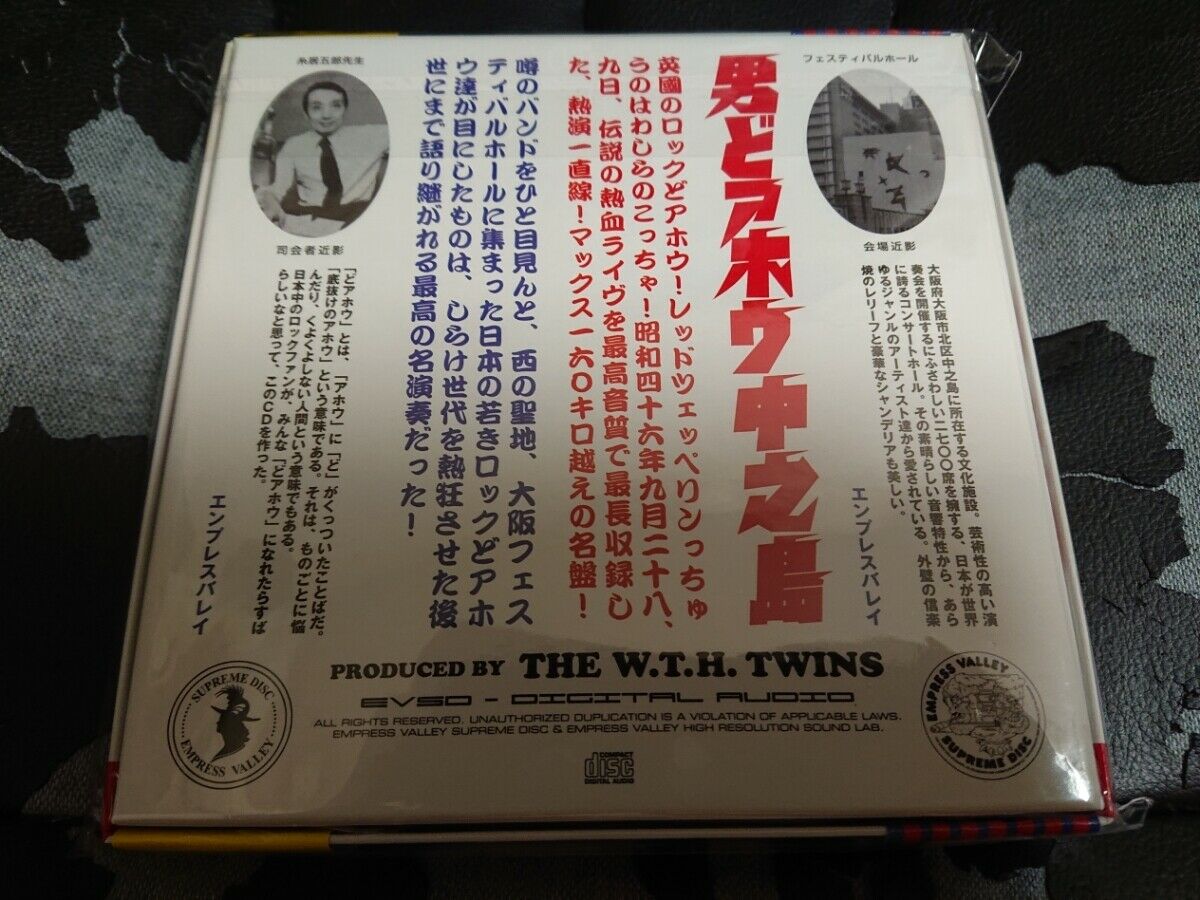 フェスティバルホール
会場近影
大阪府大阪市北区中之島に所在する文化施設。芸術性の高い演
奏会を開催するにふさわしい二七〇〇席を擁する、日本が世界
に誇るコンサートホール。その素晴らしい音響特性から、あら
ゆるジャンルのアーティスト達から愛されている。外壁の信楽
焼のレリーフと豪華なシャンデリアも美しい。
エンプレスバレイ
男どアホウ中之島
英國のロックどアホウ!レッドツェッペリンっちゅ
うのはわしらのこっちゃ!昭和四十六年九月二十八、
九日、伝説の熱血ライヴを最高音質で最長収録し
た、熱演一直線!マックス一六〇キロ越えの名盤!
噂のバンドをひと目見んと、西の聖地、大阪フェス
ティバルホールに集まった日本の若きロックどアホ
ウ達が目にしたものは、しらけ世代を熱狂させた後
世にまで語り継がれる最高の名演奏だった!
糸居五郎先生
司会者近影
「どアホウ」とは、「アホウ」に「ど」がくっついたことばだ。
「底抜けのアホウ」という意味である。それは、ものごとに悩
んだり、くよくよしない人間という意味でもある。
日本中のロックファンが、みんな「どアホウ」になれたらすば
らしいなと思って、このCDを作った。
エンプレスバレイ
PRODUCED BY THE W.T.H. TWINS
EVSD - DIGITAL AUDIO
ALL RIGHTS RESERVED. UNAUTHORIZED DUPLICATION IS A VIOLATION OF APPLICABLE LAWS.
EMPRESS VALLEY SUPREME DISC & EMPRESS VALLEY HIGH RESOLUTION SOUND LAB.
SUPREME DISC
EMPRESS VALLEY
EMPRESS VALLEY
SUPREME DISC
COMPACT
disc
DIGITAL AUDIO